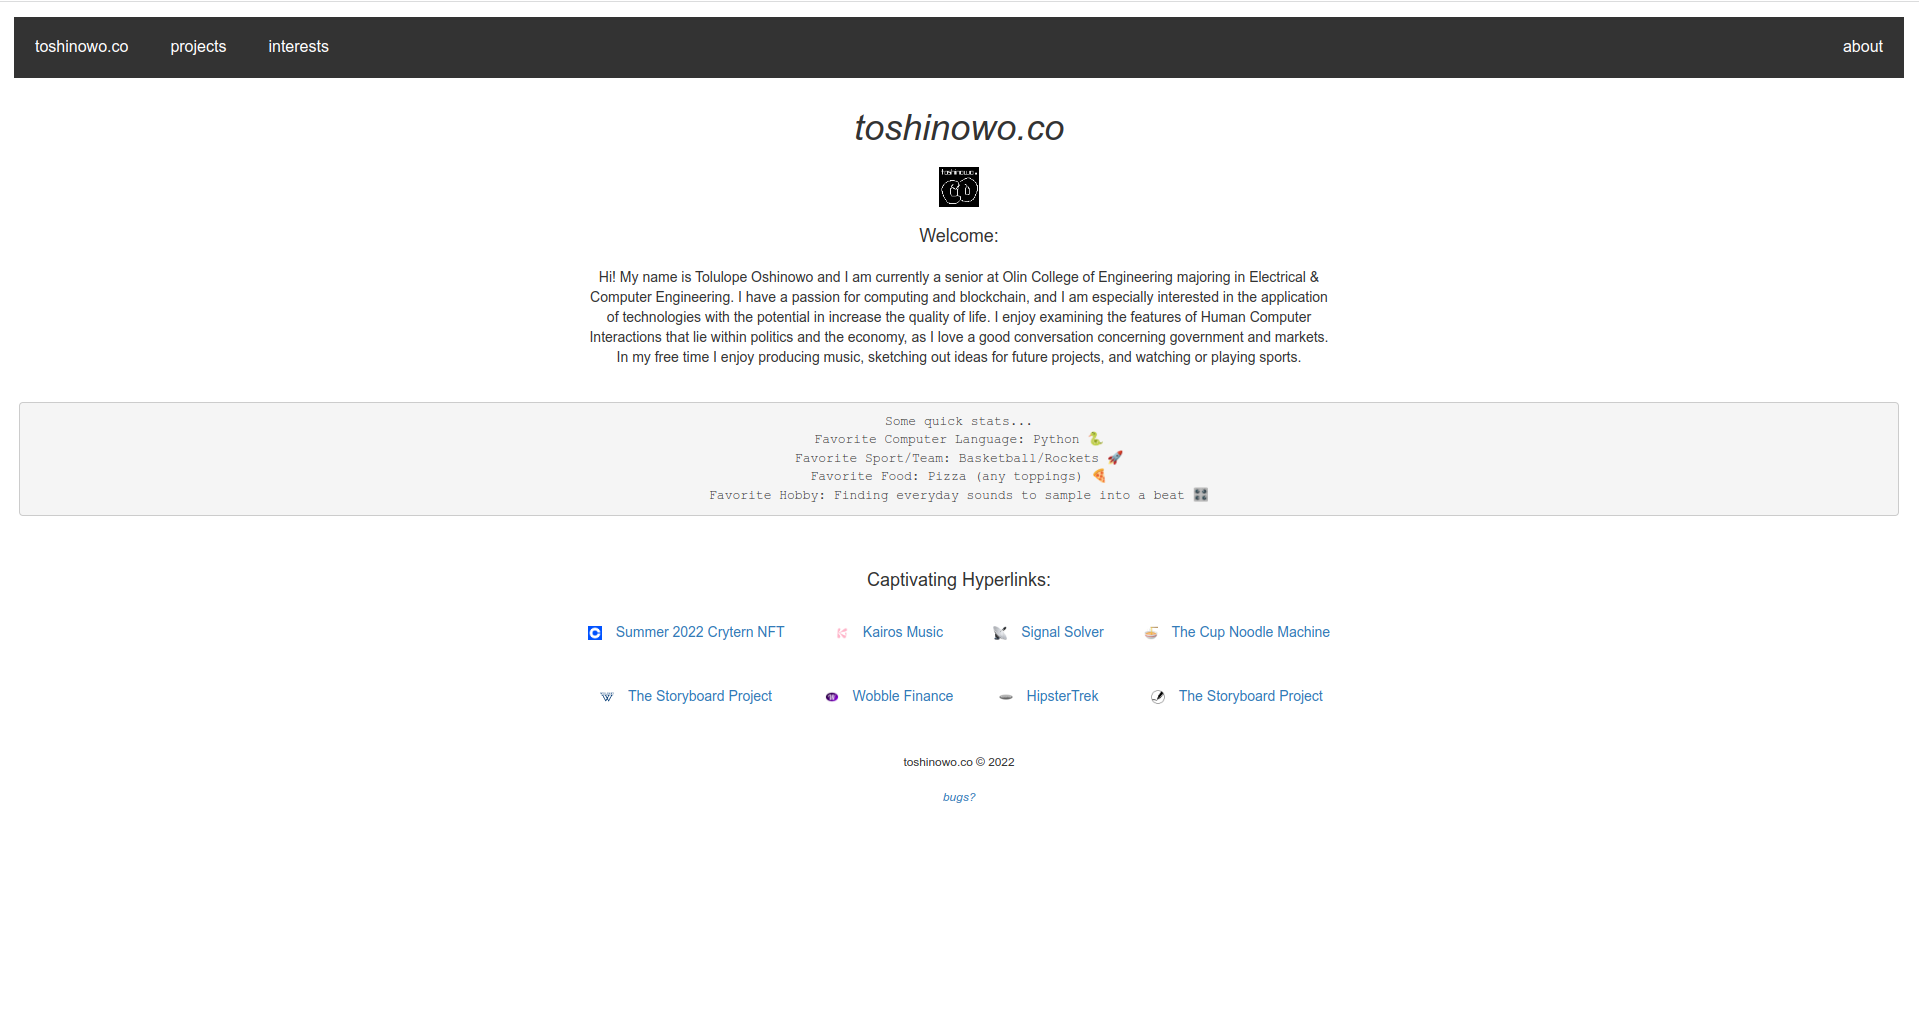 toshinowo.co projects interests about
toshinowo.co
toshinowo.
co
Welcome:
Hi! My name is Tolulope Oshinowo and I am currently a senior at Olin College of Engineering majoring in Electrical &
Computer Engineering. I have a passion for computing and blockchain, and I am especially interested in the application
of technologies with the potential in increase the quality of life. I enjoy examining the features of Human Computer
Interactions that lie within politics and the economy, as I love a good conversation concerning government and markets.
In my free time I enjoy producing music, sketching out ideas for future projects, and watching or playing sports.
Some quick stats...
Favorite Computer Language: Python 🐍
Favorite Sport/Team: Basketball/Rockets 🚀
Favorite Food: Pizza (any toppings) 🍕
Favorite Hobby: Finding everyday sounds to sample into a beat 🎛️
Captivating Hyperlinks:
Summer 2022 Crytern NFT Kairos Music Signal Solver The Cup Noodle Machine
The Storyboard Project Wobble Finance HipsterTrek The Storyboard Project
toshinowo.co © 2022
bugs?